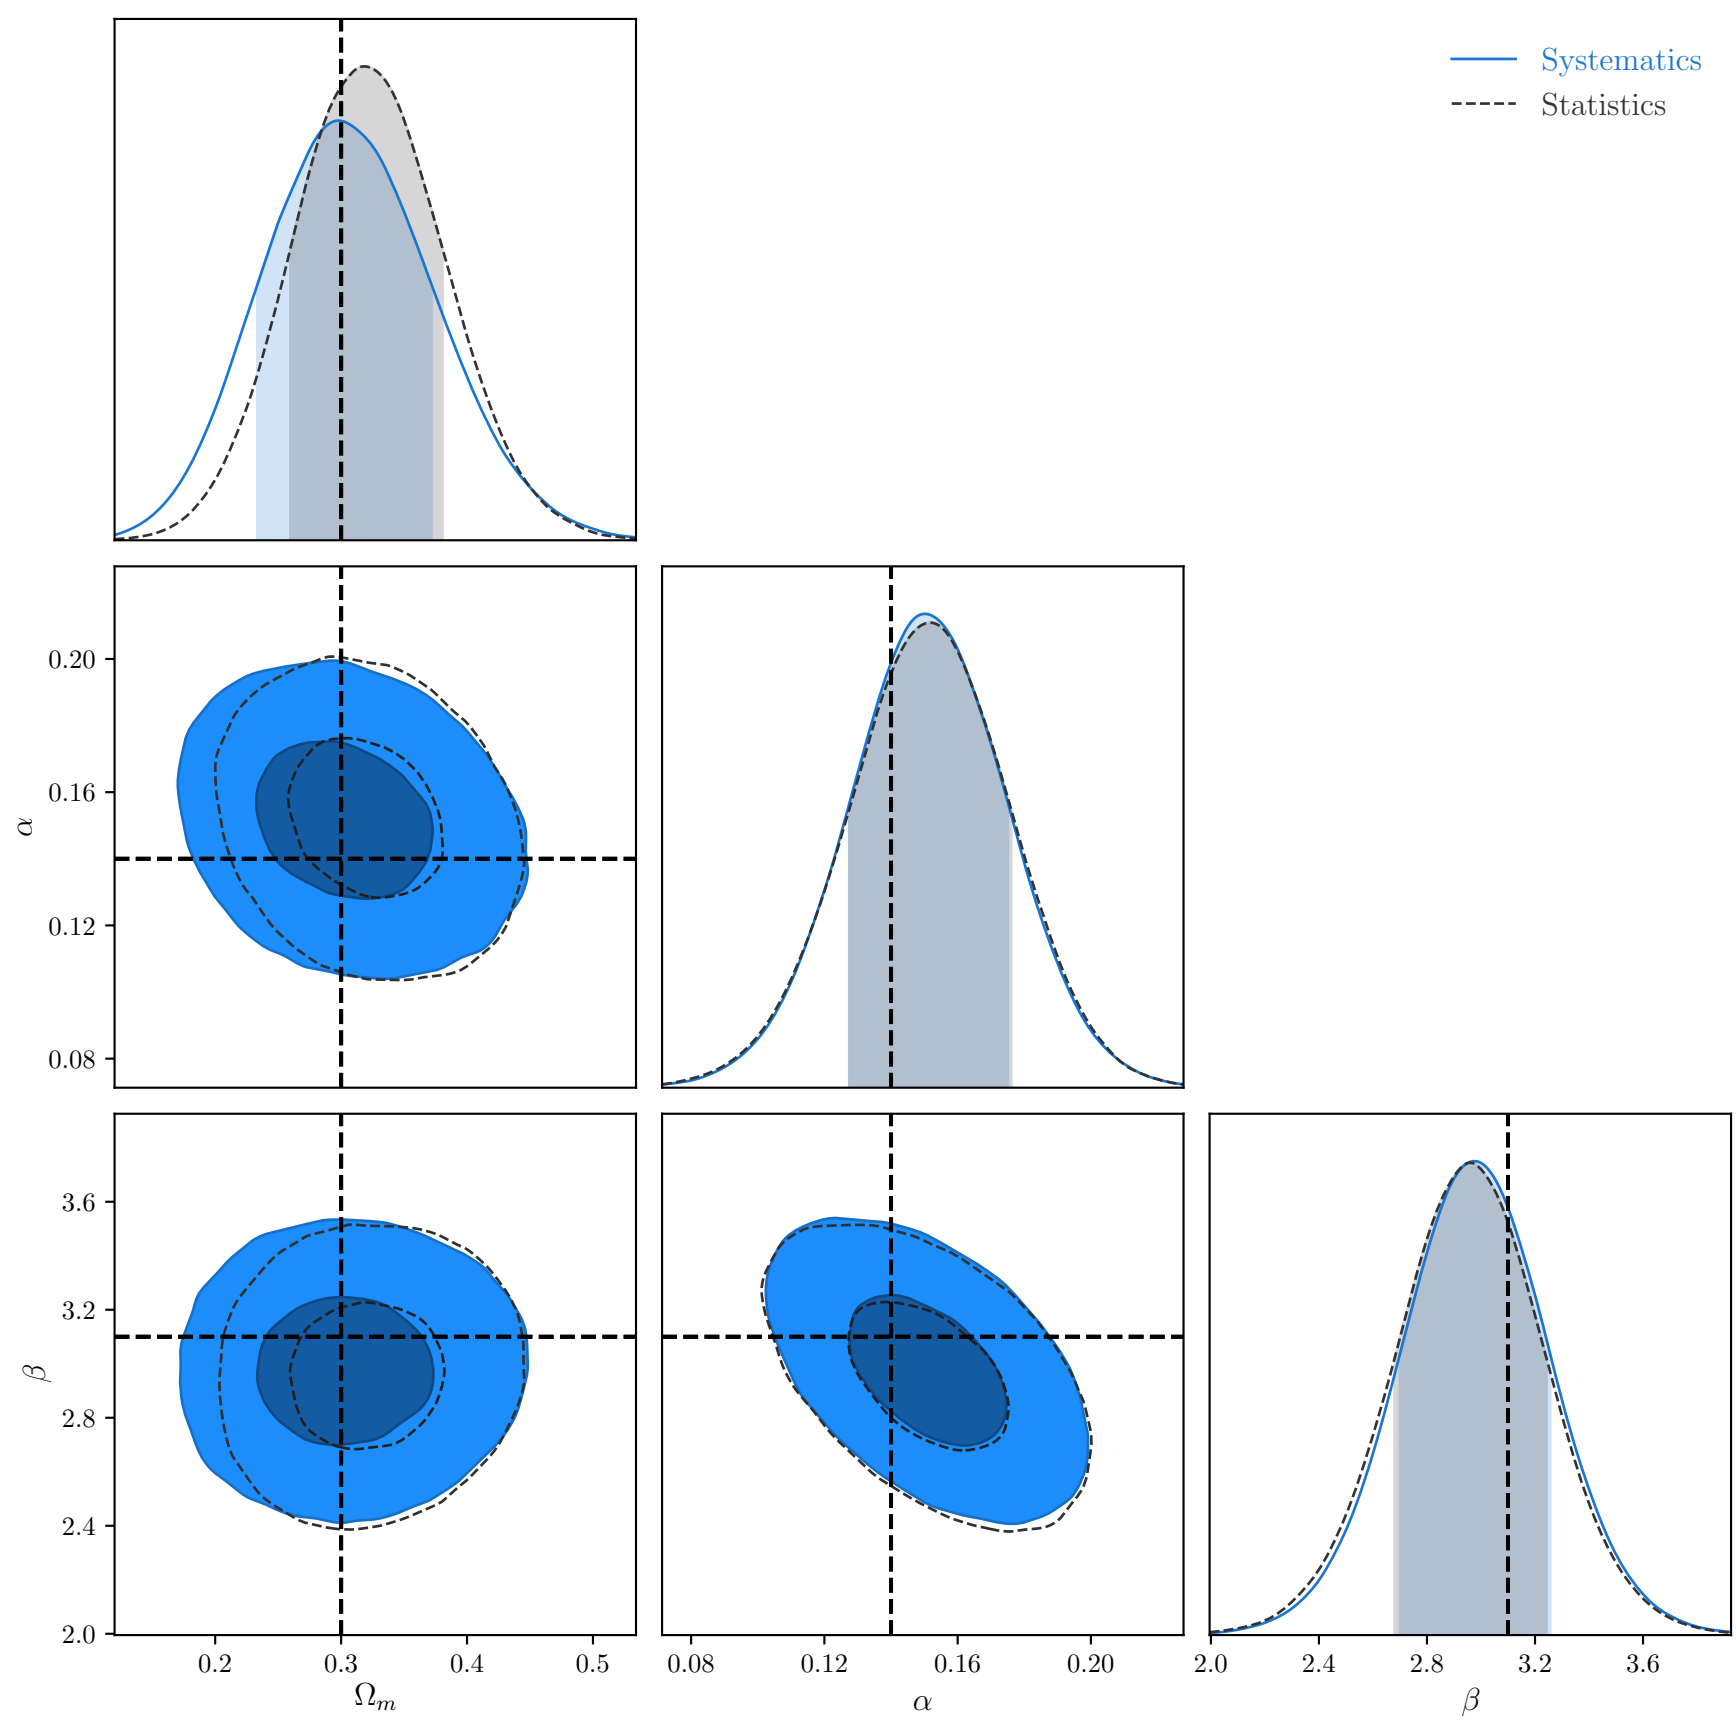 Systematics
Statistics
0.20
0.16
0.12
0.08
α
3.6
3.2
2.8
2.4
2.0
β
0.2 0.3 0.4 0.5
Ω_m
0.08 0.12 0.16 0.20
α
2.0 2.4 2.8 3.2 3.6
β